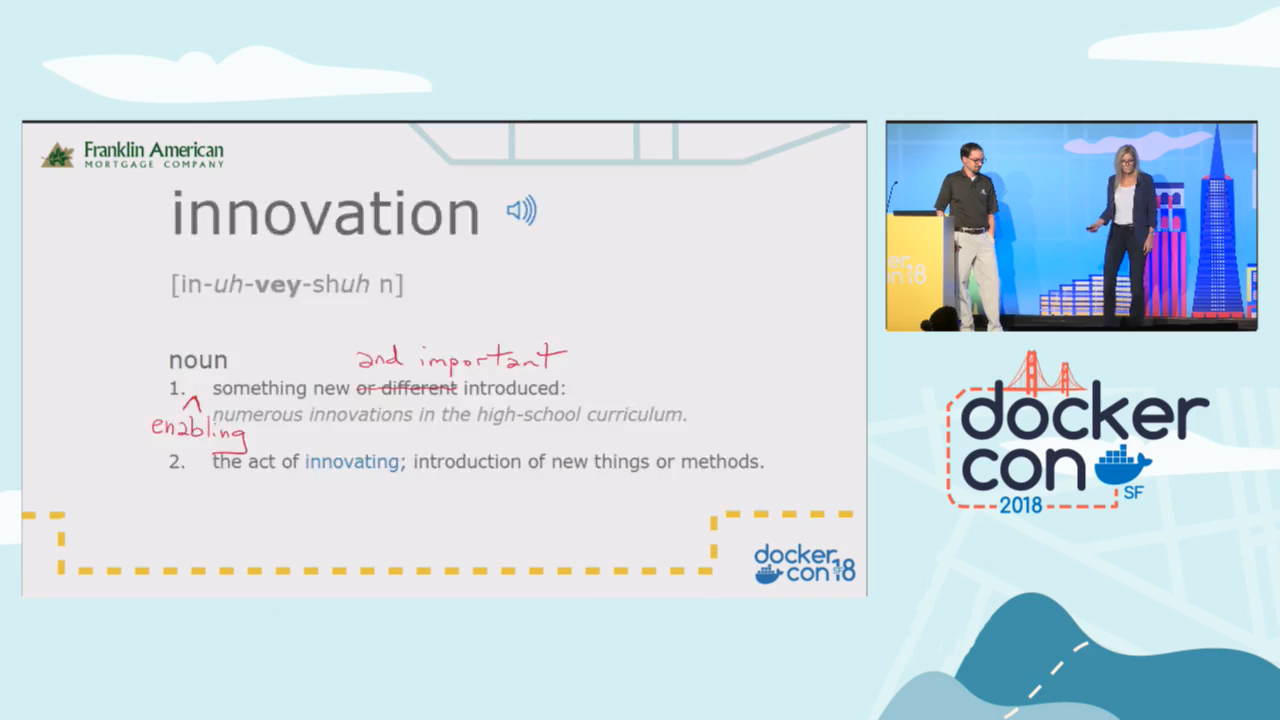 Franklin American
MORTGAGE COMPANY
innovation
[in-uh-vey-shuh n]
noun
and important
1. something new or different introduced:
numerous innovations in the high-school curriculum.
enabling
2. the act of innovating; introduction of new things or methods.
docker
con18
cker
con18
docker
con
2018
SF